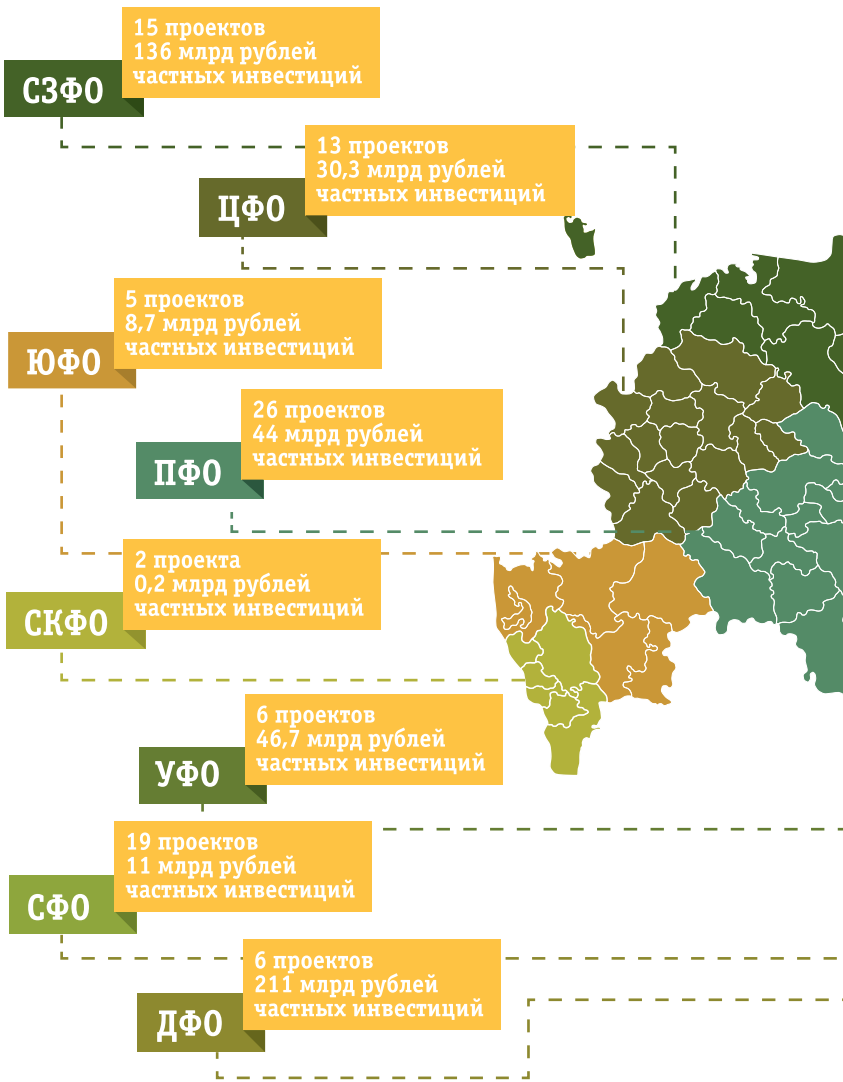 15 проектов
136 млрд рублей
частных инвестиций
СЗФО
13 проектов
30,3 млрд рублей
частных инвестиций
ЦФО
5 проектов
8,7 млрд рублей
частных инвестиций
ЮФО
26 проектов
44 млрд рублей
частных инвестиций
ПФО
2 проекта
0,2 млрд рублей
частных инвестиций
СКФО
6 проектов
46,7 млрд рублей
частных инвестиций
УФО
19 проектов
11 млрд рублей
частных инвестиций
СФО
6 проектов
211 млрд рублей
частных инвестиций
ДФО